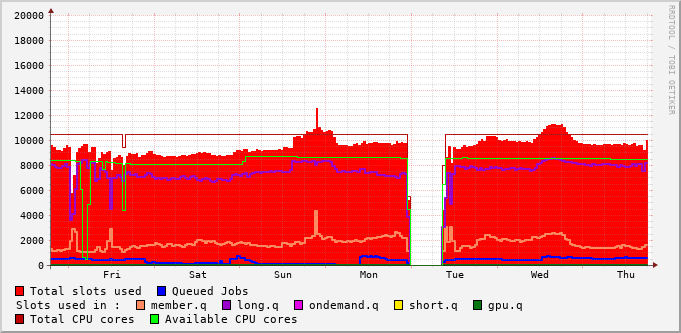 RRDTOOL / TOBI OETIKER
20000
18000
16000
14000
12000
10000
8000
6000
4000
2000
0
Fri Sat Sun Mon Tue Wed Thu
Total slots used Queued Jobs
Slots used in : member.q long.q ondemand.q short.q gpu.q
Total CPU cores Available CPU cores